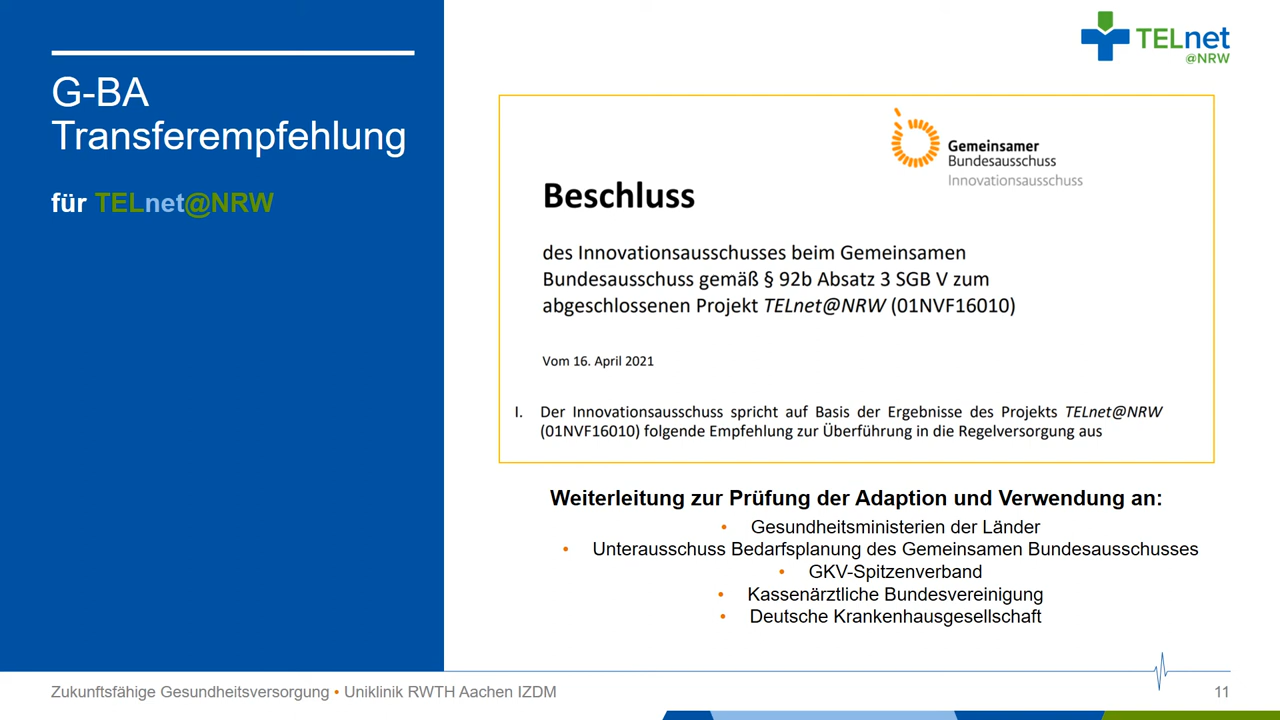 G-BA
Transferempfehlung
für TELnet@NRW
TELnet
@NRW
Gemeinsamer
Bundesausschuss
Innovationsausschuss
Beschluss
des Innovationsausschusses beim Gemeinsamen
Bundesausschuss gemäß § 92b Absatz 3 SGB V zum
abgeschlossenen Projekt TELnet@NRW (01NVF16010)
Vom 16. April 2021
I. Der Innovationsausschuss spricht auf Basis der Ergebnisse des Projekts TELnet@NRW
(01NVF16010) folgende Empfehlung zur Überführung in die Regelversorgung aus
Weiterleitung zur Prüfung der Adaption und Verwendung an:
• Gesundheitsministerien der Länder
• Unterausschuss Bedarfsplanung des Gemeinsamen Bundesausschusses
• GKV-Spitzenverband
• Kassenärztliche Bundesvereinigung
• Deutsche Krankenhausgesellschaft
Zukunftsfähige Gesundheitsversorgung • Uniklinik RWTH Aachen IZDM
11